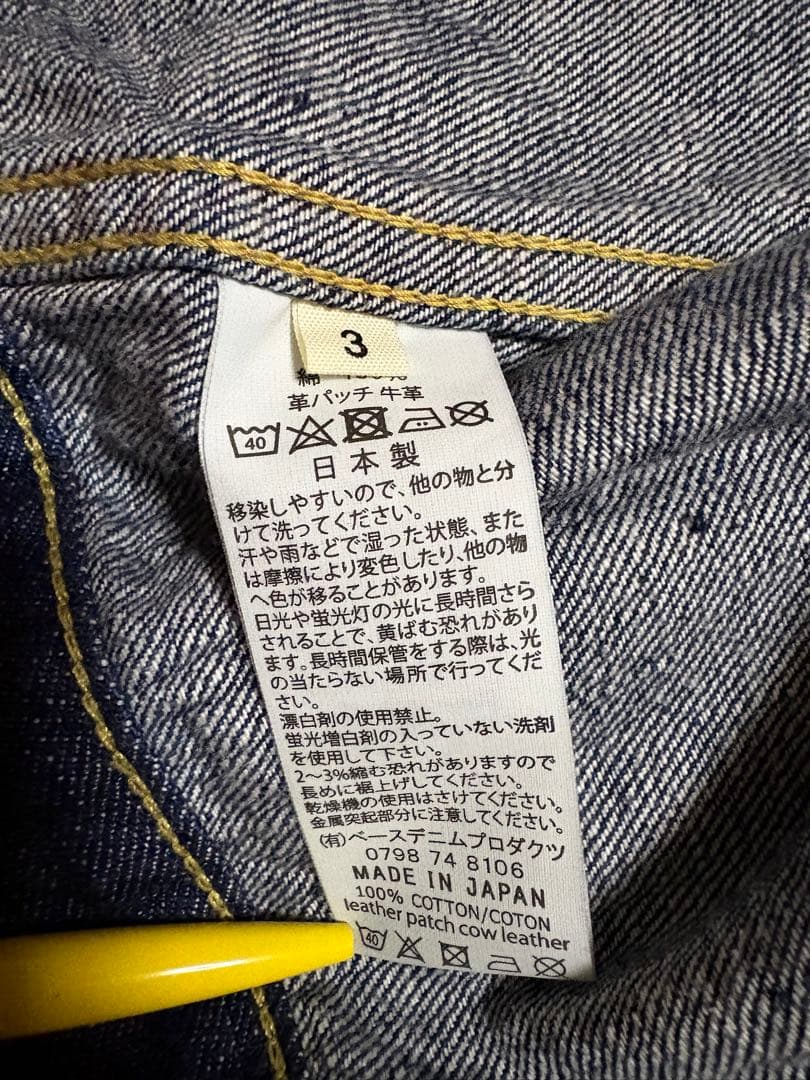 3
綿 100%
革パッチ 牛革
40
日本製
移染しやすいので、他の物と分
けて洗ってください。
汗や雨などで湿った状態、また
は摩擦により変色したり、他の物
へ色が移ることがあります。
日光や蛍光灯の光に長時間さら
されることで、黄ばむ恐れがあり
ます。長時間保管をする際は、光
の当たらない場所で行ってくだ
さい。
漂白剤の使用禁止。
蛍光増白剤の入っていない洗剤
を使用して下さい。
2〜3%縮む恐れがありますので
長めに裾上げしてください。
乾燥機の使用はさけてください。
金属突起部分に注意してください。
(有)ベースデニムプロダクツ
0798 74 8106
MADE IN JAPAN
100% COTTON/COTON
leather patch cow leather
40